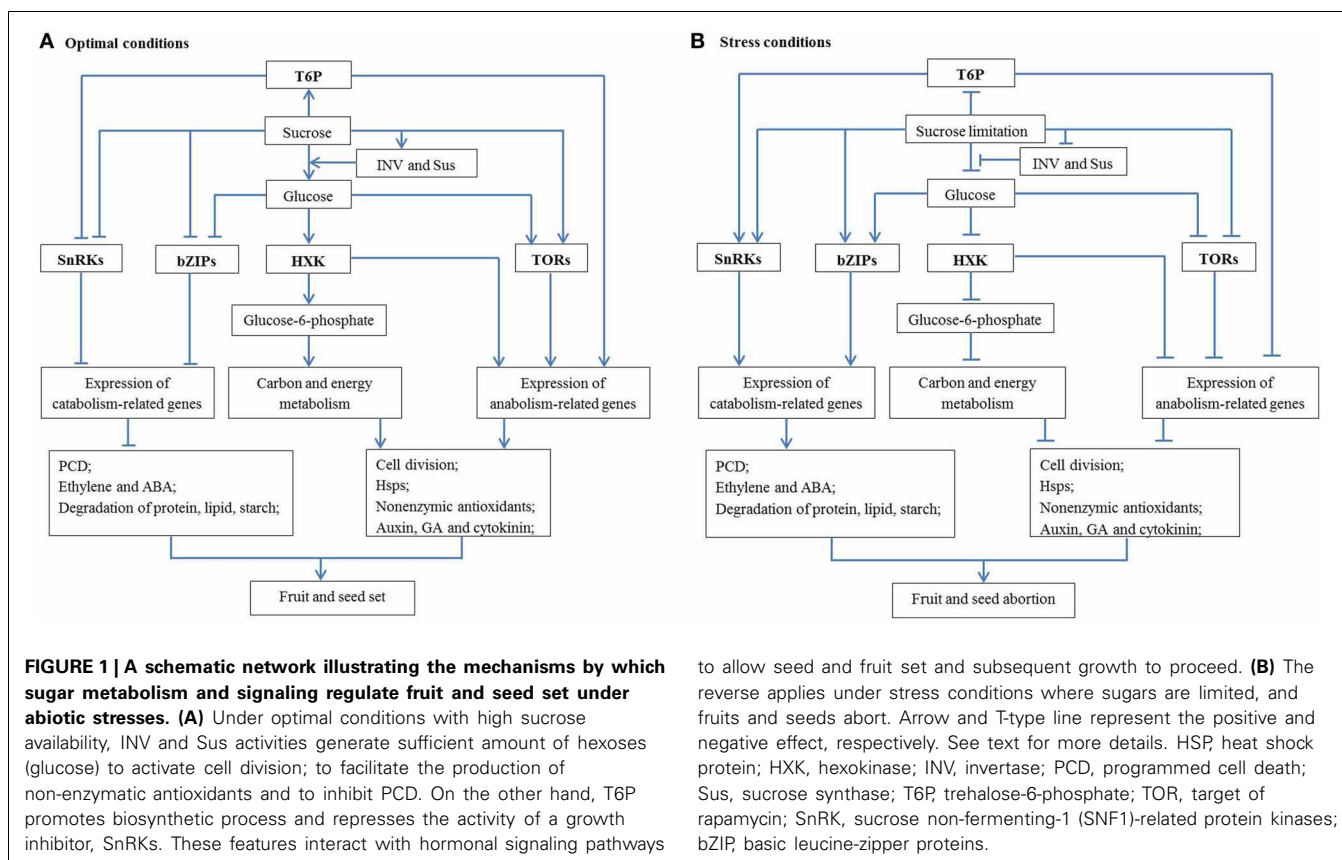 A Optimal conditions
T6P
Sucrose
INV and Sus
Glucose
SnRKs
bZIPs
HXK
TORs
Glucose-6-phosphate
Expression of
catabolism-related genes
Carbon and energy
metabolism
Expression of
anabolism-related genes
PCD;
Ethylene and ABA;
Degradation of protein, lipid, starch;
Cell division;
Hsps;
Nonenzymic antioxidants;
Auxin, GA and cytokinin;
Fruit and seed set
B Stress conditions
T6P
Sucrose limitation
INV and Sus
Glucose
SnRKs
bZIPs
HXK
TORs
Glucose-6-phosphate
Expression of
catabolism-related genes
Carbon and energy
metabolism
Expression of
anabolism-related genes
PCD;
Ethylene and ABA;
Degradation of protein, lipid, starch;
Cell division;
Hsps;
Nonenzymic antioxidants;
Auxin, GA and cytokinin;
Fruit and seed abortion
FIGURE 1 | A schematic network illustrating the mechanisms by which
sugar metabolism and signaling regulate fruit and seed set under
abiotic stresses. (A) Under optimal conditions with high sucrose
availability, INV and Sus activities generate sufficient amount of hexoses
(glucose) to activate cell division; to facilitate the production of
non-enzymatic antioxidants and to inhibit PCD. On the other hand, T6P
promotes biosynthetic process and represses the activity of a growth
inhibitor, SnRKs. These features interact with hormonal signaling pathways
to allow seed and fruit set and subsequent growth to proceed. (B) The
reverse applies under stress conditions where sugars are limited, and
fruits and seeds abort. Arrow and T-type line represent the positive and
negative effect, respectively. See text for more details. HSP, heat shock
protein; HXK, hexokinase; INV, invertase; PCD, programmed cell death;
Sus, sucrose synthase; T6P, trehalose-6-phosphate; TOR, target of
rapamycin; SnRK, sucrose non-fermenting-1 (SNF1)-related protein kinases;
bZIP, basic leucine-zipper proteins.